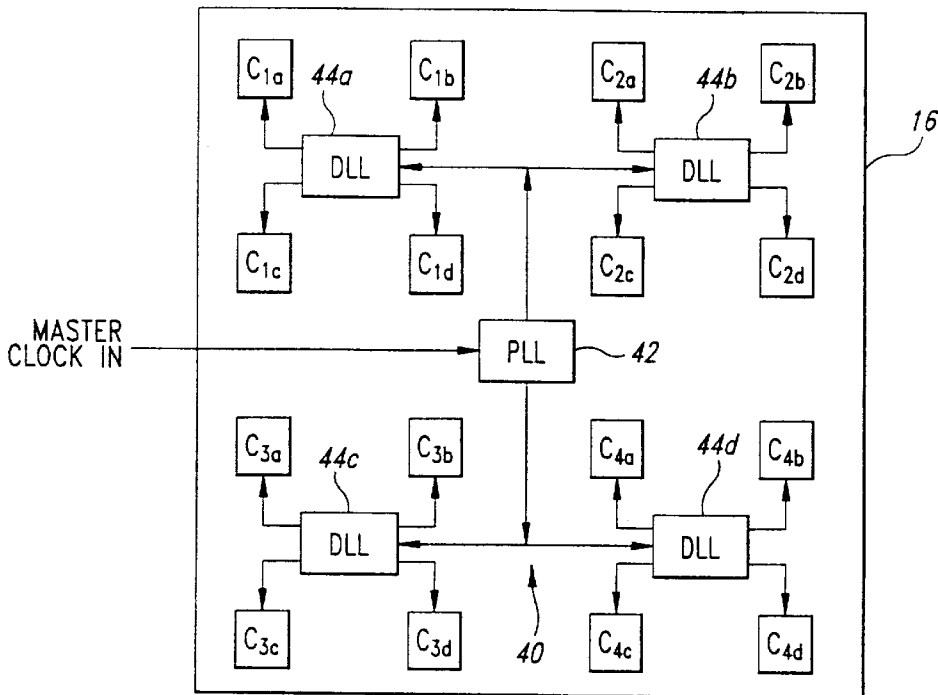 C1a
44a
C1b
C2a
44b
C2b
16
DLL
DLL
C1c
C1d
C2c
C2d
MASTER
CLOCK IN
PLL
42
C3a
44c
C3b
C4a
44d
C4b
DLL
DLL
C3c
C3d
40
C4c
C4d